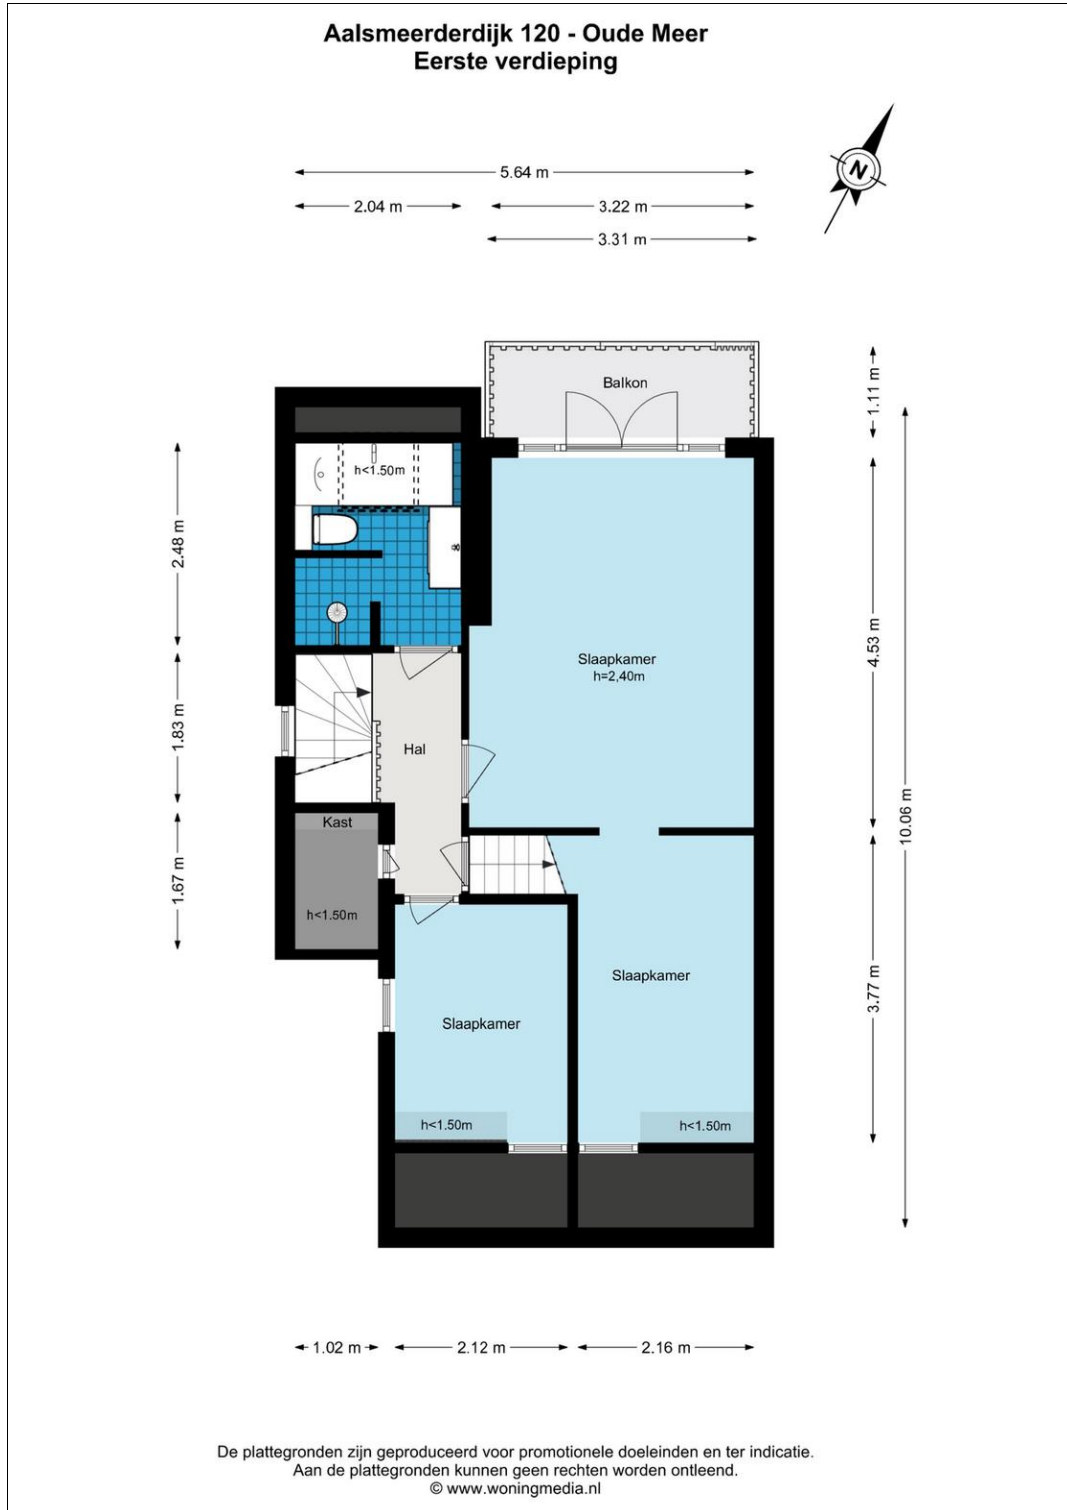 Aalsmeerderdijk 120 - Oude Meer
Eerste verdieping
N
5.64 m
2.04 m
3.22 m
3.31 m
Balkon
1.11 m
h<1.50m
2.48 m
Slaapkamer
h=2,40m
4.53 m
1.83 m
Hal
10.06 m
Kast
1.67 m
h<1.50m
Slaapkamer
3.77 m
Slaapkamer
h<1.50m
h<1.50m
1.02 m
2.12 m
2.16 m
De plattegronden zijn geproduceerd voor promotionele doeleinden en ter indicatie.
Aan de plattegronden kunnen geen rechten worden ontleend.
© www.woningmedia.nl